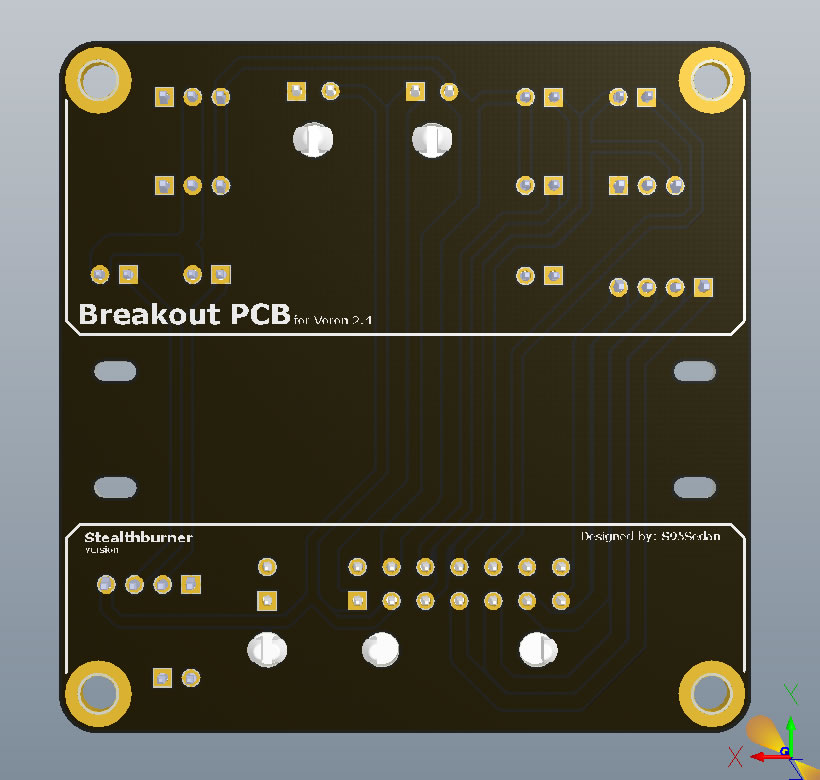 Breakout PCB for Voron 2.4
Stealthburner
version
Designed by: S95Sedan
X
X
Z